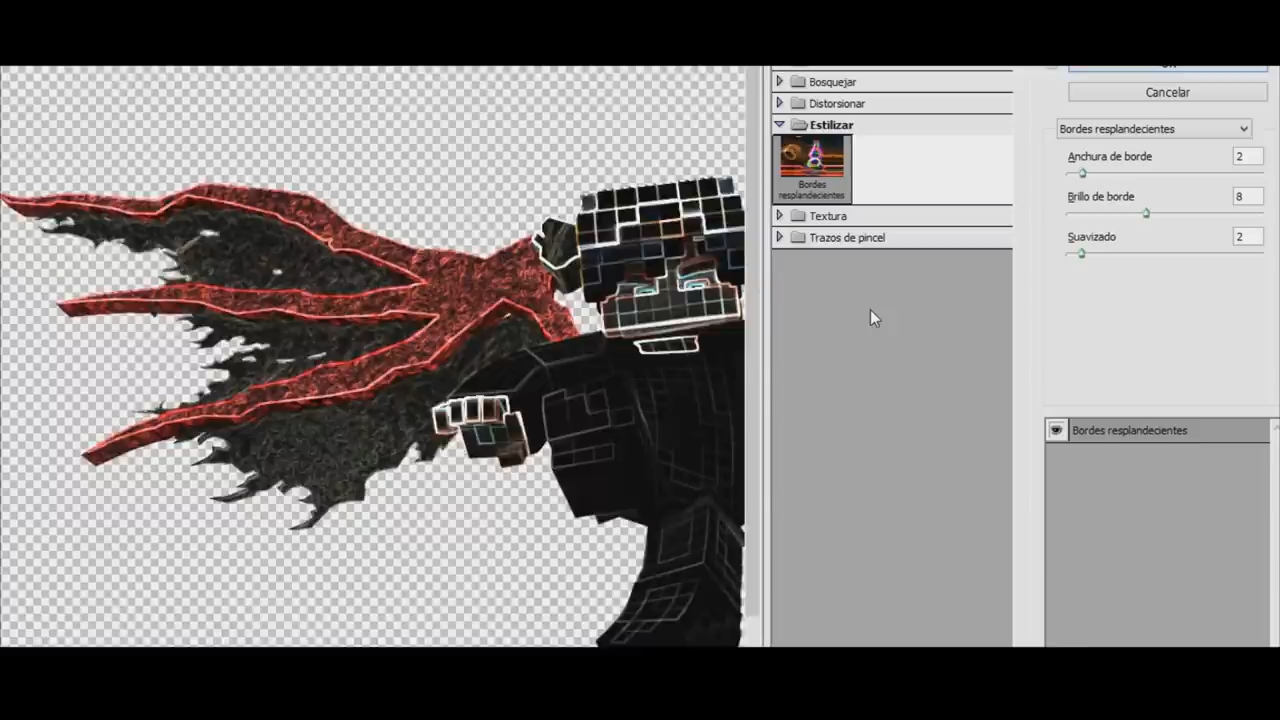 Bosquejar
Distorsionar
Estilizar
Bordes
resplandecientes
Textura
Trazos de pincel
Cancelar
Bordes resplandecientes
Anchura de borde
2
Brillo de borde
8
Suavizado
2
Bordes resplandecientes